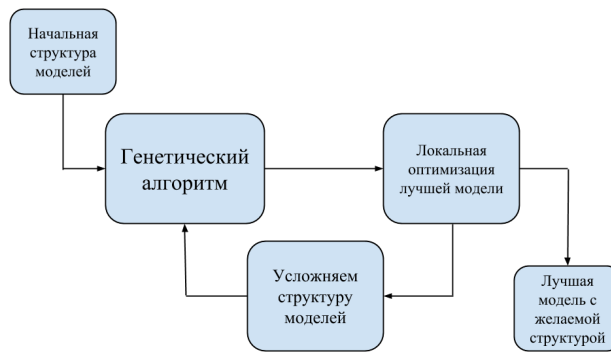 Начальная
структура
моделей
Генетический
алгоритм
Локальная
оптимизация
лучшей модели
Усложняем
структуру
моделей
Лучшая
модель с
желаемой
структурой